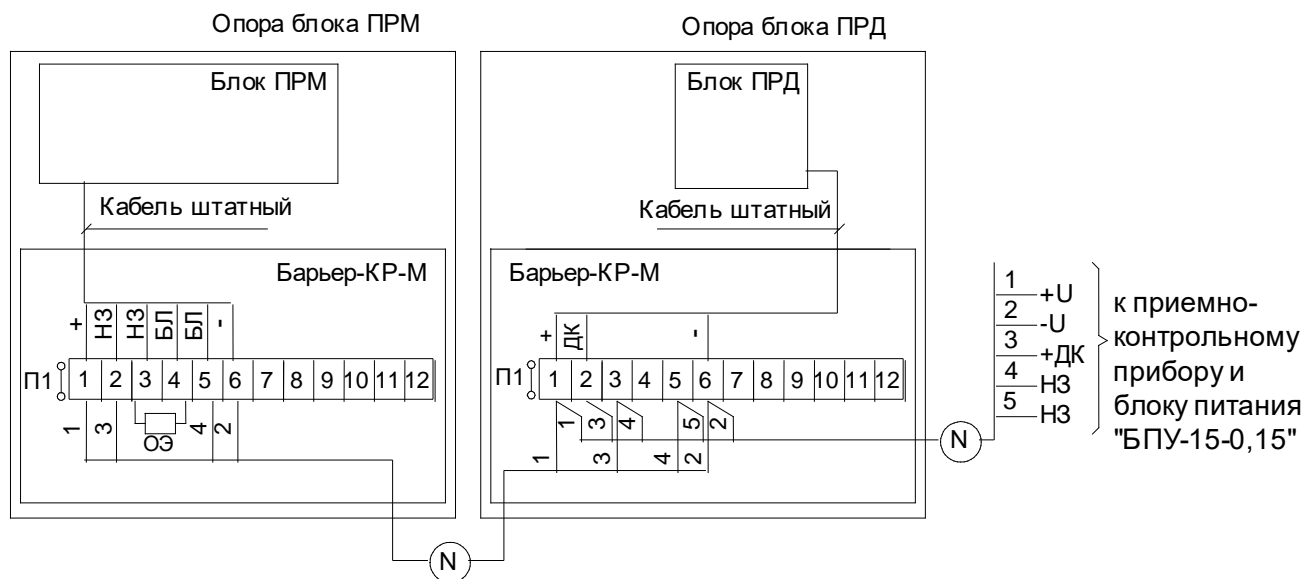 Опора блока ПРМ
Опора блока ПРД
Блок ПРМ
Блок ПРД
Кабель штатный
Кабель штатный
Барьер-КР-М
Барьер-КР-М
+ НЗ НЗ БЛ БЛ -
+ ДК -
П1 1 2 3 4 5 6 7 8 9 10 11 12
П1 1 2 3 4 5 6 7 8 9 10 11 12
1 3 ОЭ 4 2
1 3 4 5 2
1 3 4 2
N
N
1 +U
2 -U
3 +ДК
4 НЗ
5 НЗ
к приемно-
контрольному
прибору и
блоку питания
"БПУ-15-0,15"